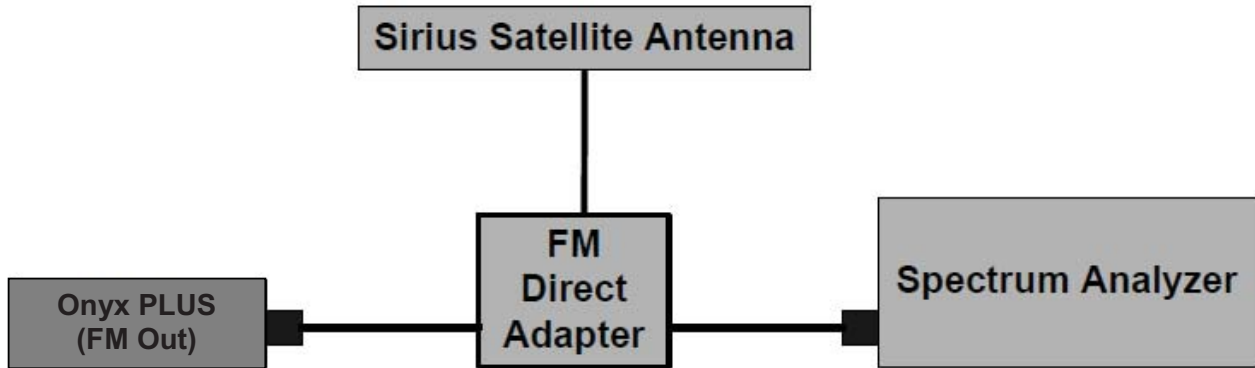 Sirius Satellite Antenna
FM
Direct
Adapter
Onyx PLUS
(FM Out)
Spectrum Analyzer